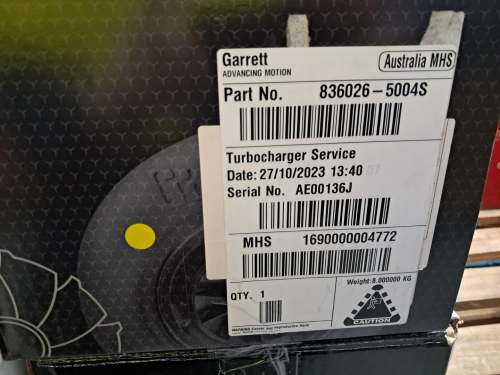 Garrett
ADVANCING MOTION
Australia MHS
Part No. 836026-5004S
Turbocharger Service
Date: 27/10/2023 13:40
Serial No. AE00136J
MHS 1690000004772
Weight: 8.000000 KG
QTY. 1
CAUTION